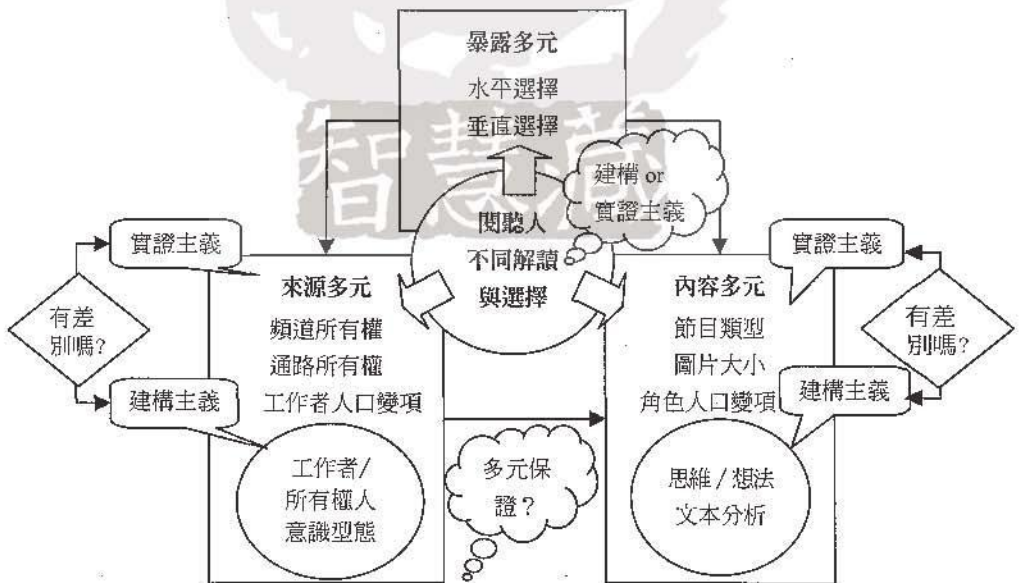 暴露多元
水平選擇
垂直選擇
智慧藏
建構 or
實證主義
閱聽人
不同解讀
與選擇
實證主義
有差
別嗎?
建構主義
來源多元
頻道所有權
通路所有權
工作者人口變項
工作者/
所有權人
意識型態
多元保
證？
內容多元
節目類型
圖片大小
角色人口變項
思維/想法
文本分析
實證主義
有差
別嗎?
建構主義